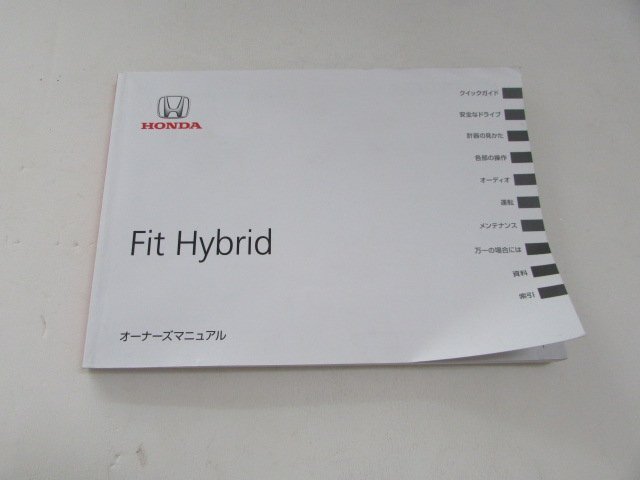 HONDA
Fit Hybrid
オーナーズマニュアル
クイックガイド
安全なドライブ
計器の見かた
各部の操作
オーディオ
運転
メンテナンス
万一の場合には
資料
索引